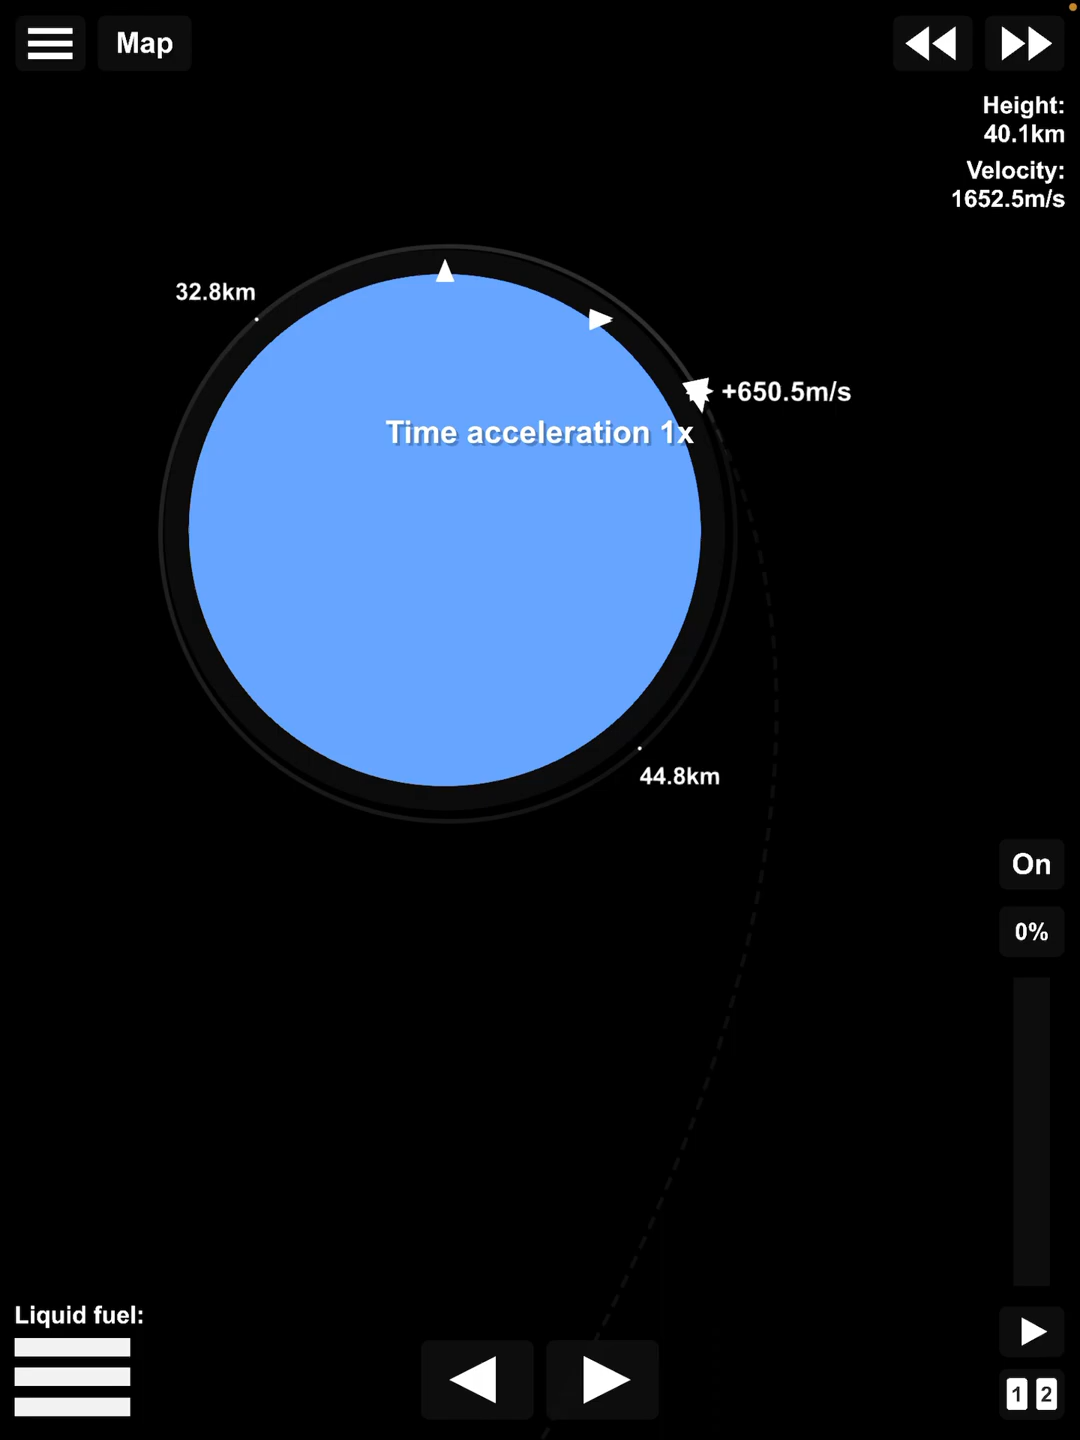 Map
Height:
40.1km
Velocity:
1652.5m/s
32.8km
+650.5m/s
Time acceleration 1x
44.8km
On
0%
Liquid fuel:
1 2